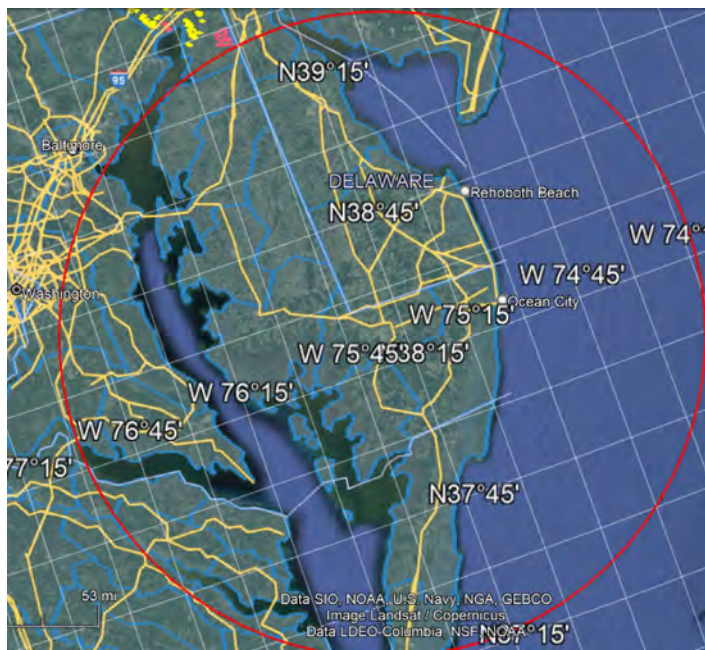 N39°15'
95
Baltimore
DELAWARE
Rehoboth Beach
N38°45'
W 74°45'
Washington
Ocean City
W 75°15'
W 75°45'
38°15'
W 76°15'
W 76°45'
77°15'
N37°45'
53 mi
Data SIO, NOAA, U.S. Navy, NGA, GEBCO
Image Landsat / Copernicus
Data LDEO-Columbia, NSF, NOAA
N37°15'